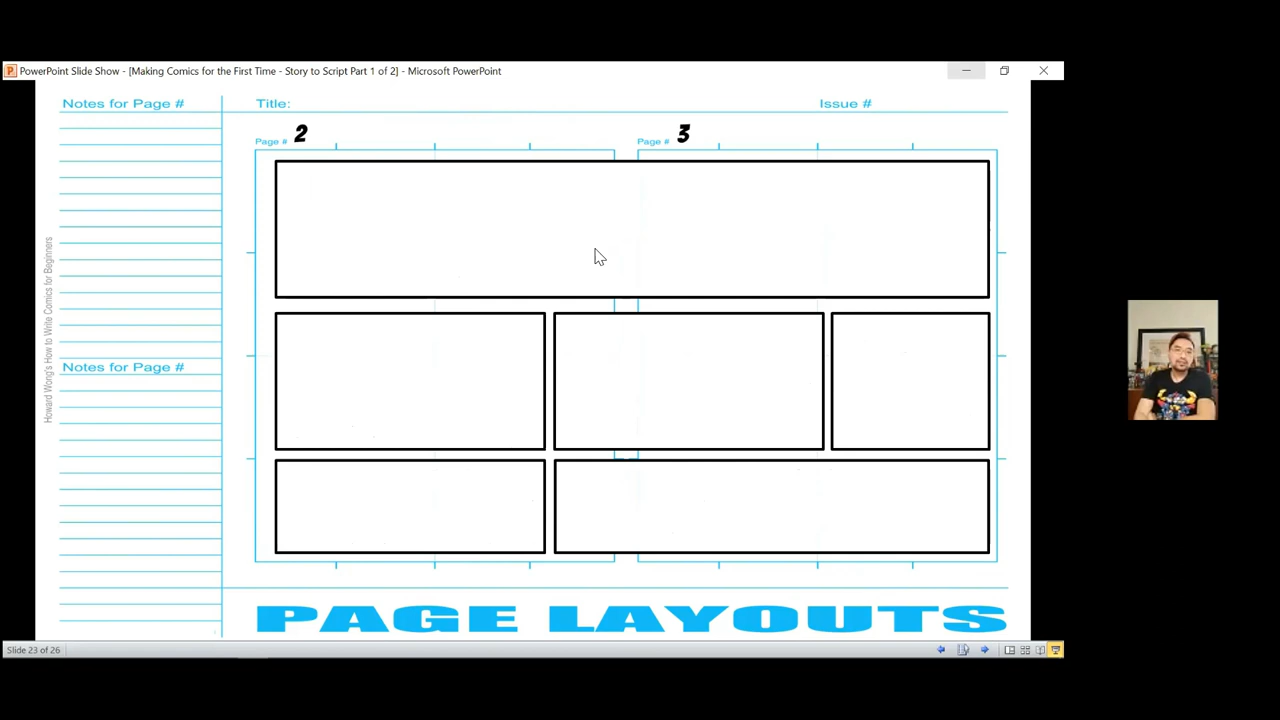 PowerPoint Slide Show - [Making Comics for the First Time - Story to Script Part 1 of 2] - Microsoft PowerPoint
Notes for Page #
Title:
Issue #
Page # 2
Page # 3
Howard Wong's How to Write Comics for Beginners
Notes for Page #
PAGE LAYOUTS
Slide 23 of 26